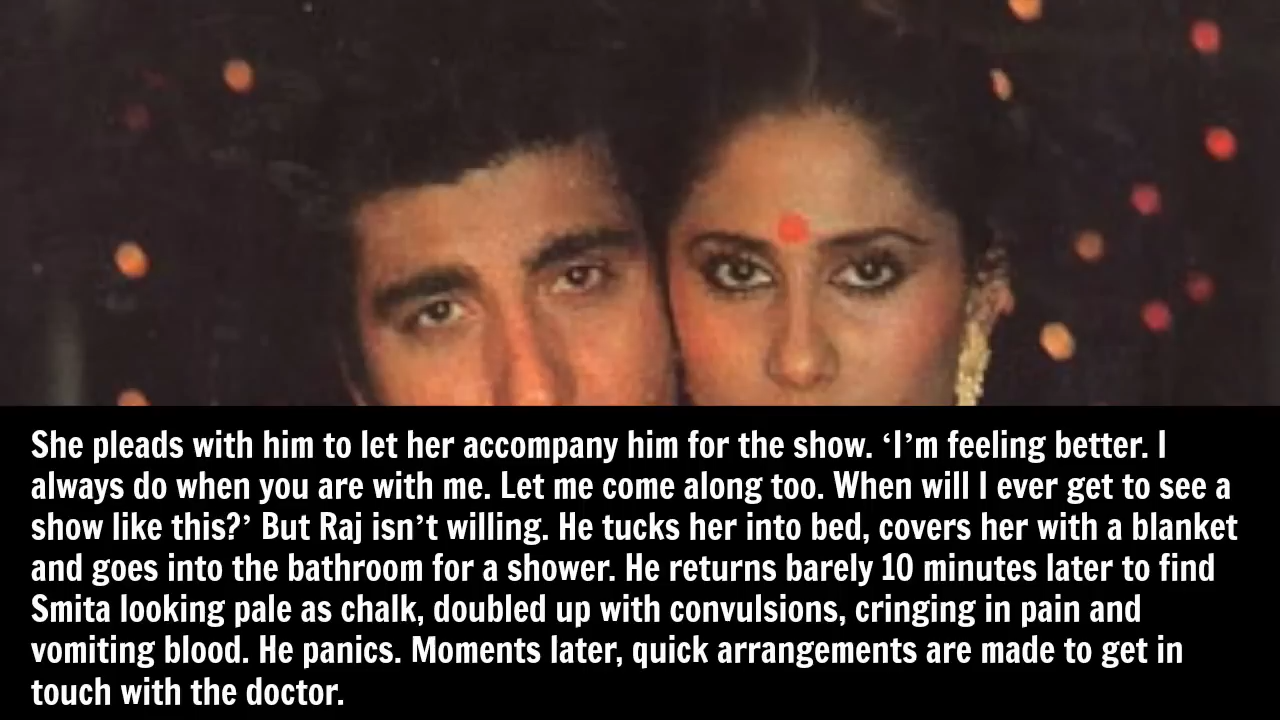 She pleads with him to let her accompany him for the show. ‘I’m feeling better. I
always do when you are with me. Let me come along too. When will I ever get to see a
show like this?’ But Raj isn’t willing. He tucks her into bed, covers her with a blanket
and goes into the bathroom for a shower. He returns barely 10 minutes later to find
Smita looking pale as chalk, doubled up with convulsions, cringing in pain and
vomiting blood. He panics. Moments later, quick arrangements are made to get in
touch with the doctor.